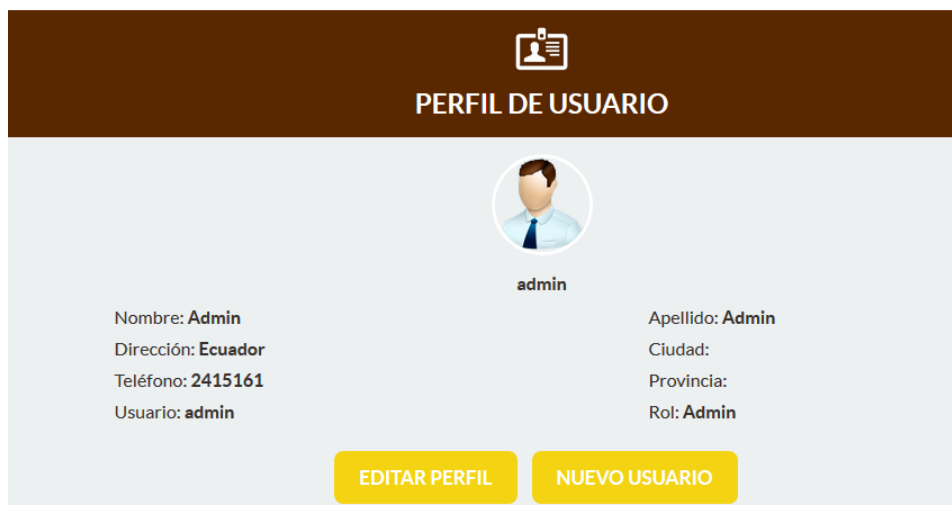 PERFIL DE USUARIO
admin
Nombre: Admin
Apellido: Admin
Dirección: Ecuador
Ciudad:
Teléfono: 2415161
Provincia:
Usuario: admin
Rol: Admin
EDITAR PERFIL
NUEVO USUARIO